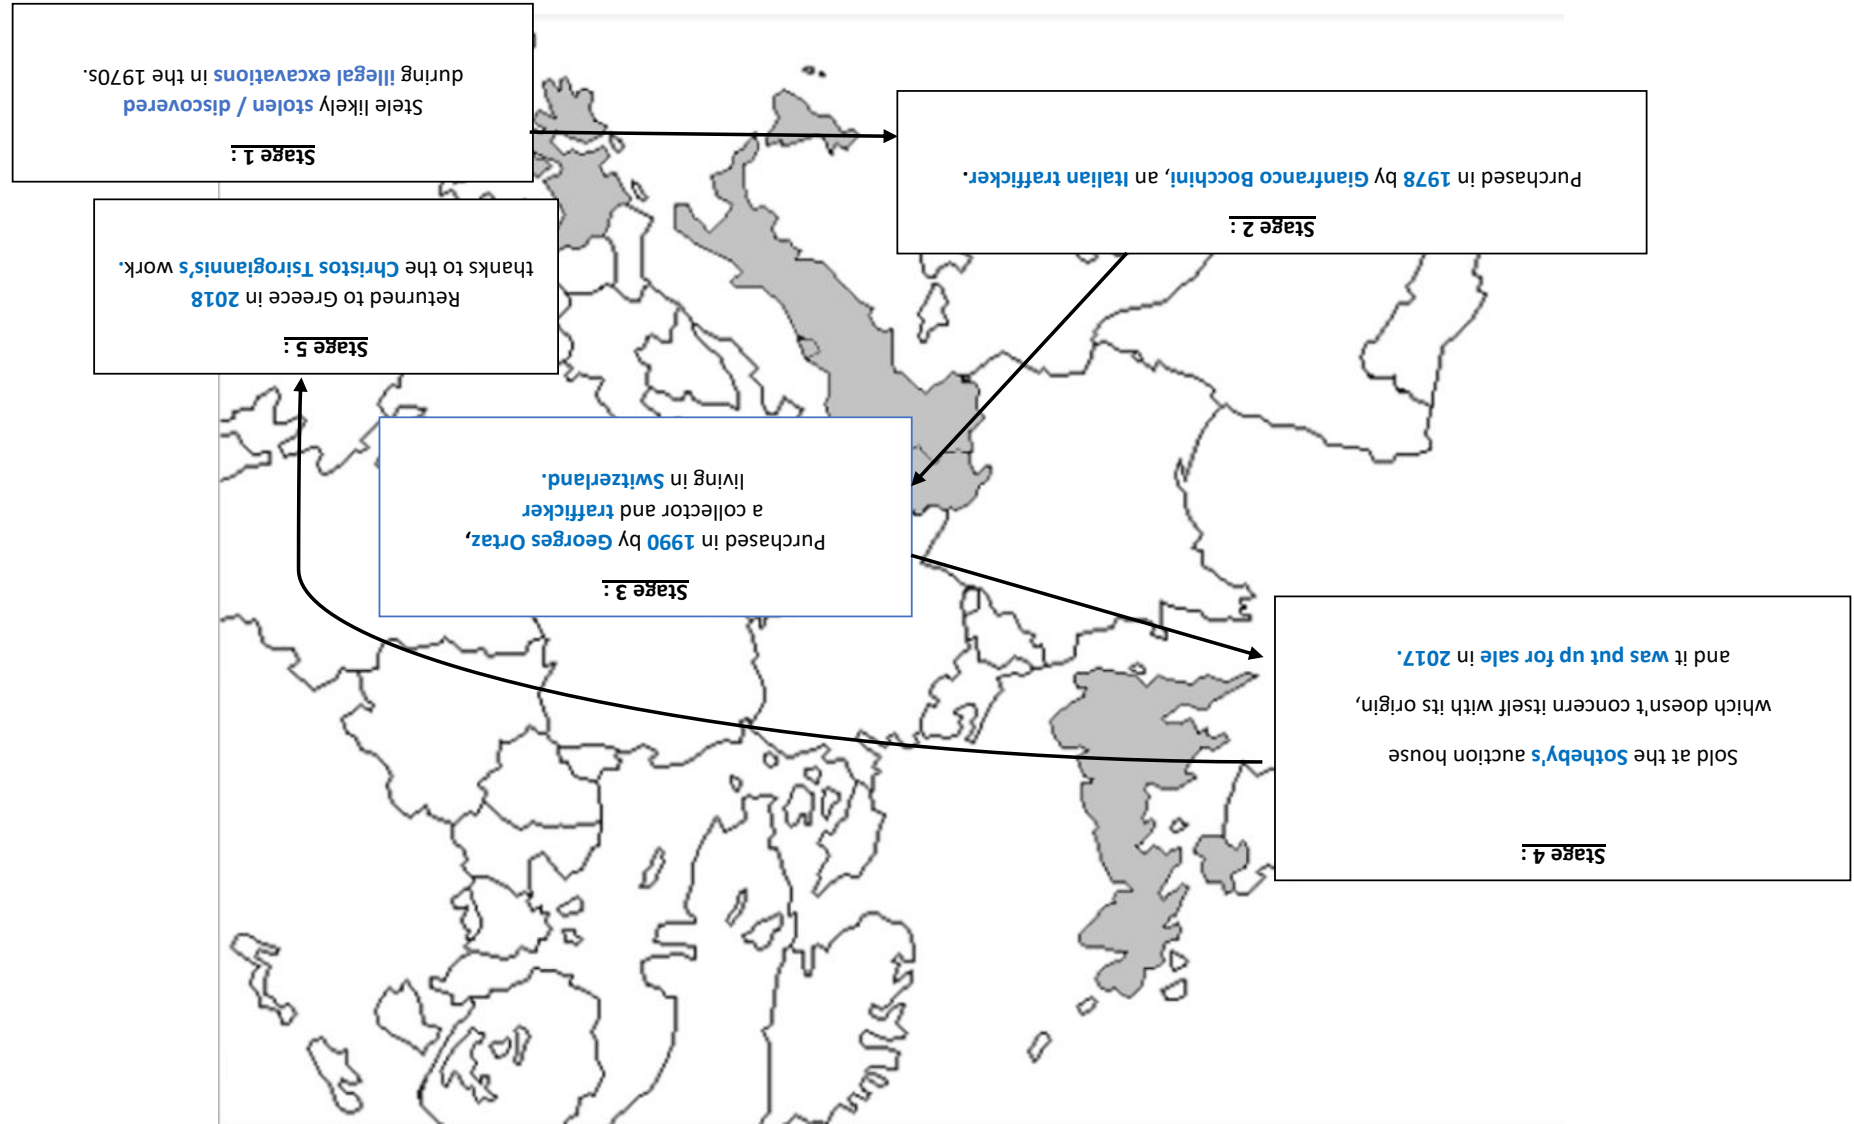 Stage 4 :
Sold at the Sotheby's auction house
which doesn't concern itself with its origin,
and it was put up for sale in 2017.
Stage 3 :
Purchased in 1990 by Georges Ortaz,
a collector and trafficker
living in Switzerland.
Stage 5 :
Returned to Greece in 2018
thanks to the Christos Tsirogiannis's work.
Stage 2 :
Purchased in 1978 by Gianfranco Bocchini, an Italian trafficker.
Stage 1 :
Stele likely stolen / discovered
during illegal excavations in the 1970s.